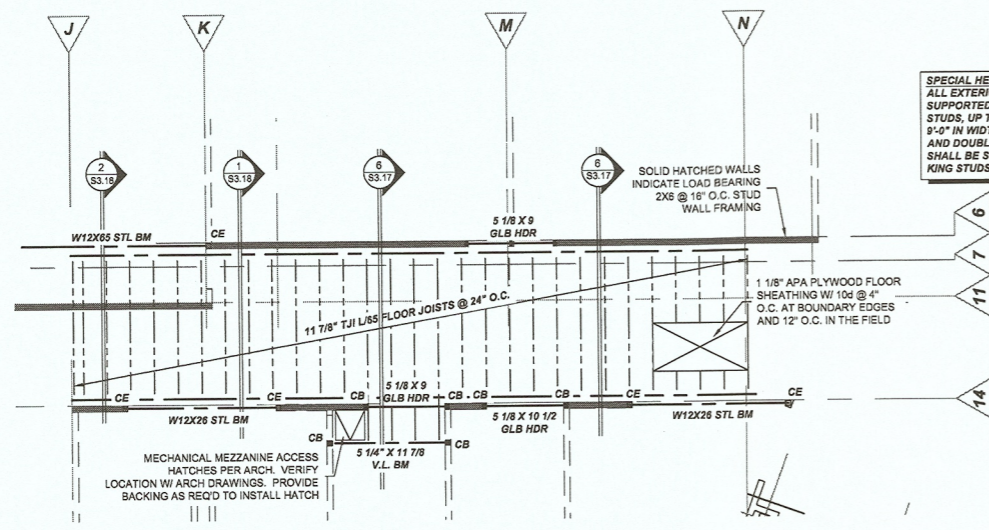 J
K
M
N
SPECIAL HE
ALL EXTERI
SUPPORTED
STUDS, UP T
9'-0" IN WIDT
AND DOUBL
SHALL BE S
KING STUDS
2
S3.18
1
S3.18
6
S3.17
6
S3.17
SOLID HATCHED WALLS
INDICATE LOAD BEARING
2X6 @ 16" O.C. STUD
WALL FRAMING
W12X65 STL BM
CE
5 1/8 X 9
GLB HDR
6
7
11
14
1 1/8" APA PLYWOOD FLOOR
SHEATHING W/ 10d @ 4"
O.C. AT BOUNDARY EDGES
AND 12" O.C. IN THE FIELD
11 7/8" TJI L/65 FLOOR JOISTS @ 24" O.C.
CE
CE
CB
5 1/8 X 9
GLB HDR
CB
CB
CB
CE
CE
W12X26 STL BM
5 1/8 X 10 1/2
GLB HDR
W12X26 STL BM
CB
CB
5 1/4" X 11 7/8
V.L. BM
MECHANICAL MEZZANINE ACCESS
HATCHES PER ARCH. VERIFY
LOCATION W/ ARCH DRAWINGS. PROVIDE
BACKING AS REQ'D TO INSTALL HATCH